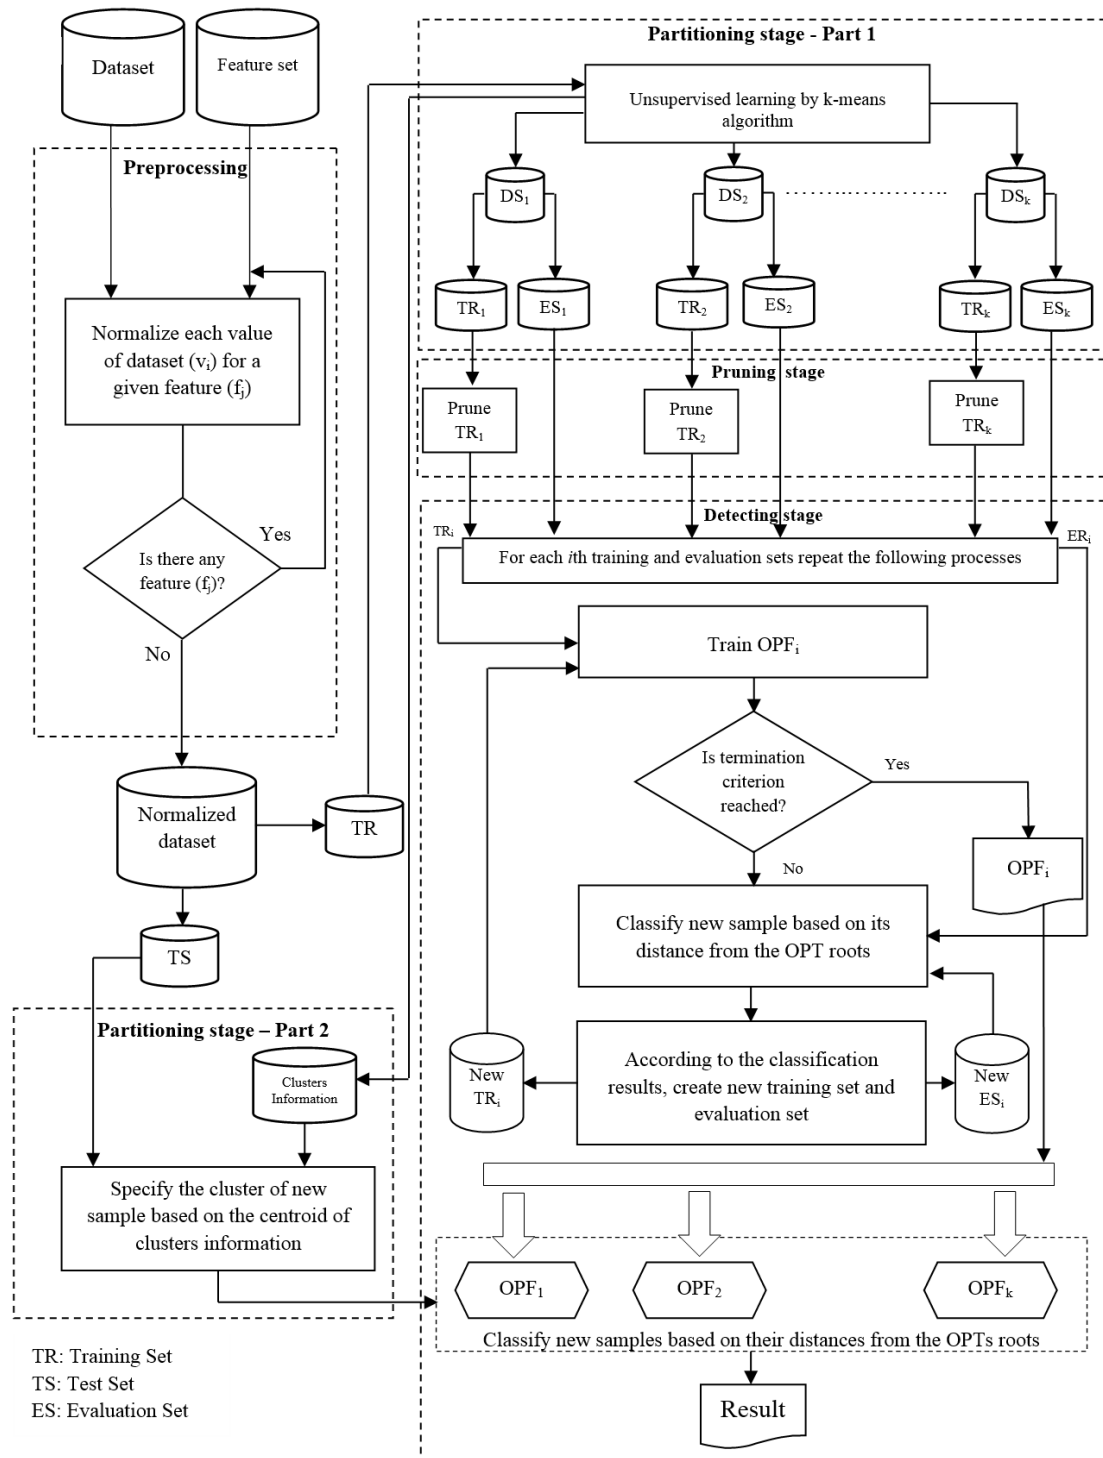 Dataset
Feature set
Preprocessing
Normalize each value
of dataset (vᵢ) for a
given feature (fⱼ)
Is there any
feature (fⱼ)?
Yes
No
Normalized
dataset
TR
TS
Partitioning stage – Part 2
Clusters
Information
Specify the cluster of new
sample based on the centroid of
clusters information
TR: Training Set
TS: Test Set
ES: Evaluation Set
Partitioning stage - Part 1
Unsupervised learning by k-means
algorithm
DS₁
DS₂
DSₖ
TR₁
ES₁
TR₂
ES₂
TRₖ
ESₖ
Pruning stage
Prune
TR₁
Prune
TR₂
Prune
TRₖ
Detecting stage
TRᵢ
ERᵢ
For each ith training and evaluation sets repeat the following processes
Train OPFᵢ
Is termination
criterion
reached?
Yes
No
OPFᵢ
Classify new sample based on its
distance from the OPT roots
According to the classification
results, create new training set and
evaluation set
New
TRᵢ
New
ESᵢ
OPF₁
OPF₂
OPFₖ
Classify new samples based on their distances from the OPTs roots
Result